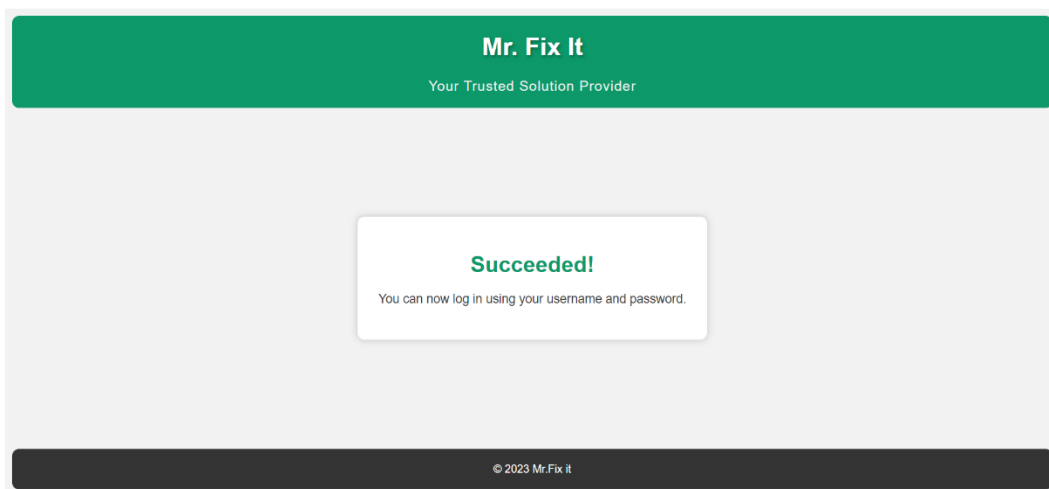 Mr. Fix It
Your Trusted Solution Provider
Succeeded!
You can now log in using your username and password.
© 2023 Mr.Fix it